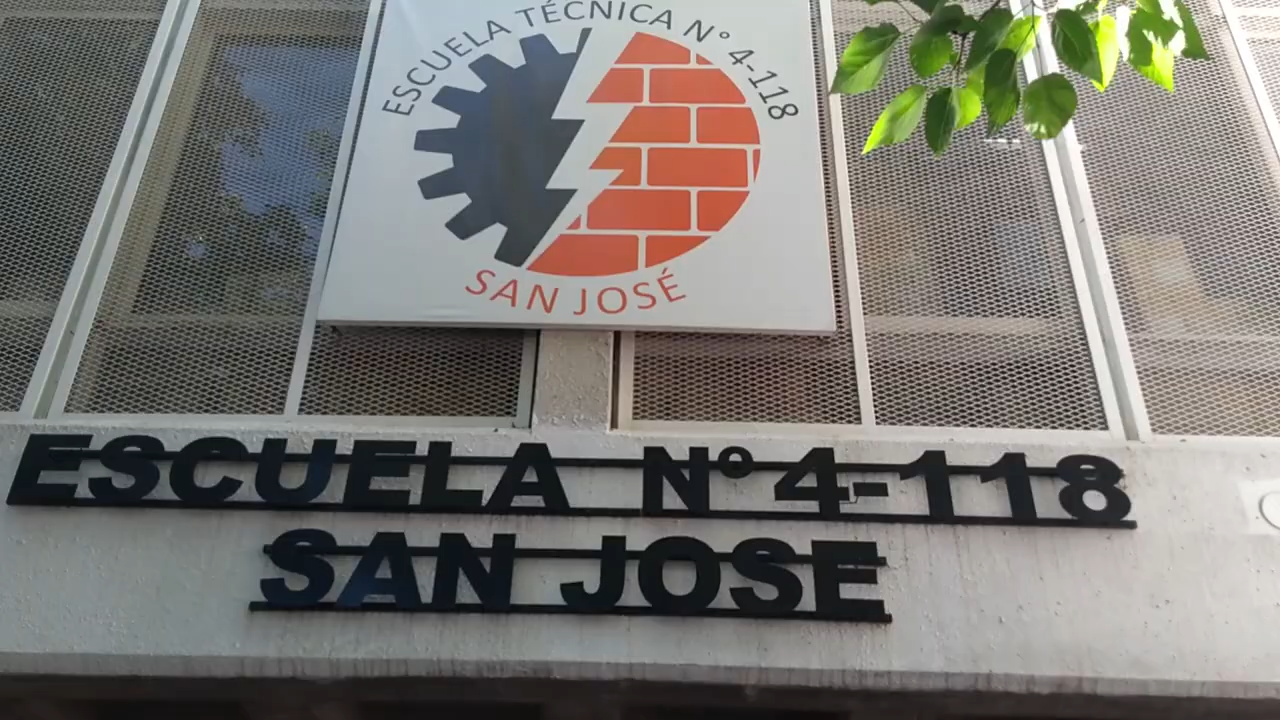 ESCUELA TÉCNICA N° 4-118
SAN JOSÉ
ESCUELA N° 4-118
SAN JOSE